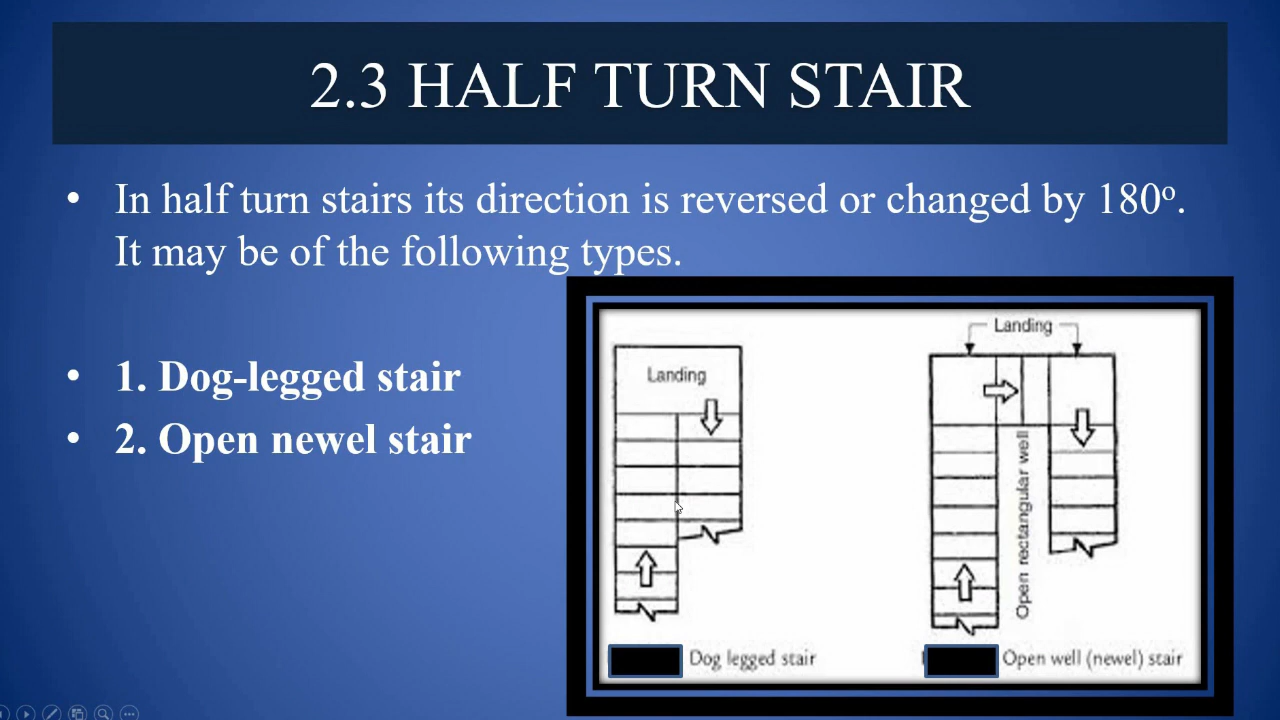 2.3 HALF TURN STAIR
• In half turn stairs its direction is reversed or changed by 180º.
It may be of the following types.
• 1. Dog-legged stair
• 2. Open newel stair
Landing
Dog legged stair
Landing
Open rectangular well
Open well (newel) stair